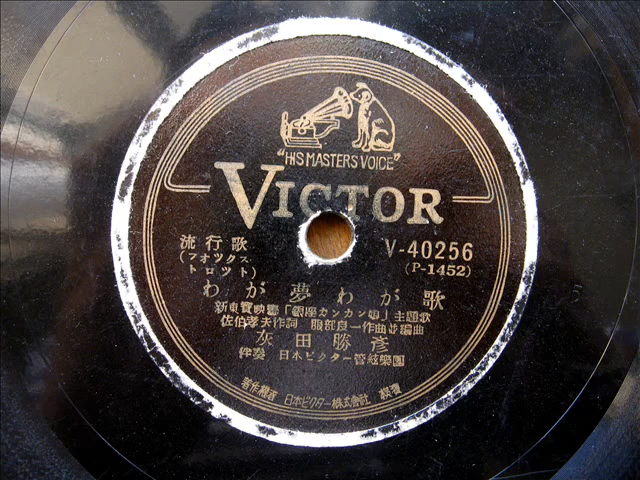 "HIS MASTERS VOICE"
VICTOR
流行歌
(フォックス
トロット)
V-40256
(P-1452)
わが夢わが歌
新東寳映畫「銀座カンカン娘」主題歌
佐伯孝夫作詞 服部良一作曲並編曲
灰田勝彦
伴奏 日本ビクター管絃樂團
日本ビクター株式會社